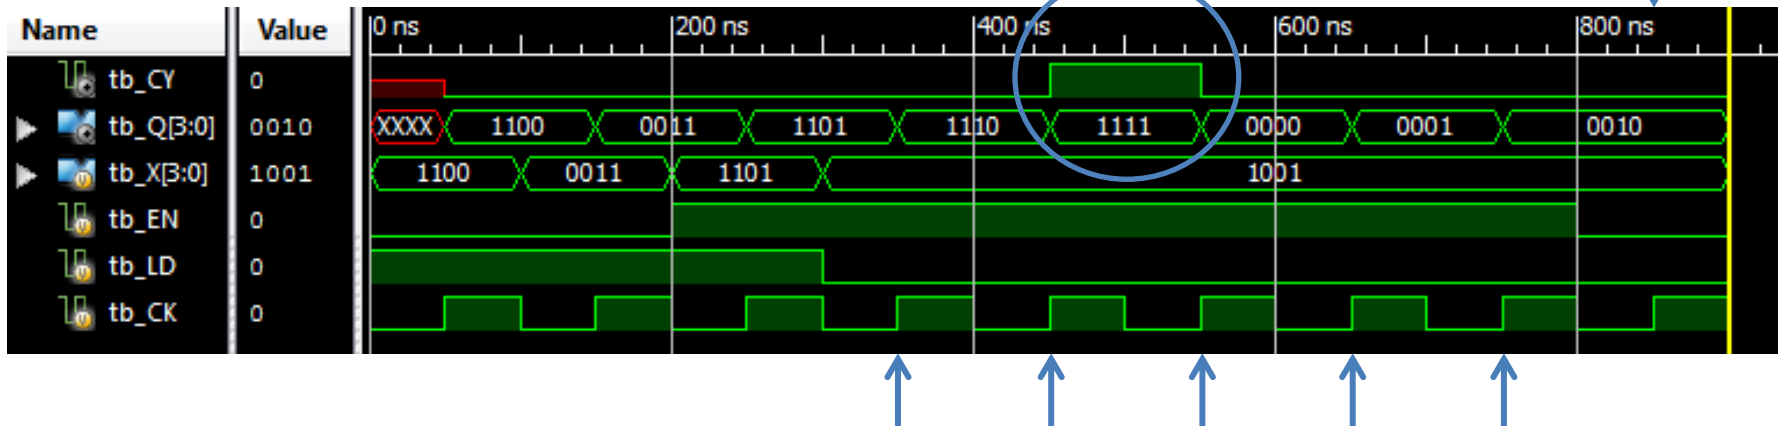 Name Value 0 ns 200 ns 400 ns 600 ns 800 ns
tb_CY 0
tb_Q[3:0] 0010 XXXX 1100 0011 1101 1110 1111 0000 0001 0010
tb_X[3:0] 1001 1100 0011 1101 1001
tb_EN 0
tb_LD 0
tb_CK 0